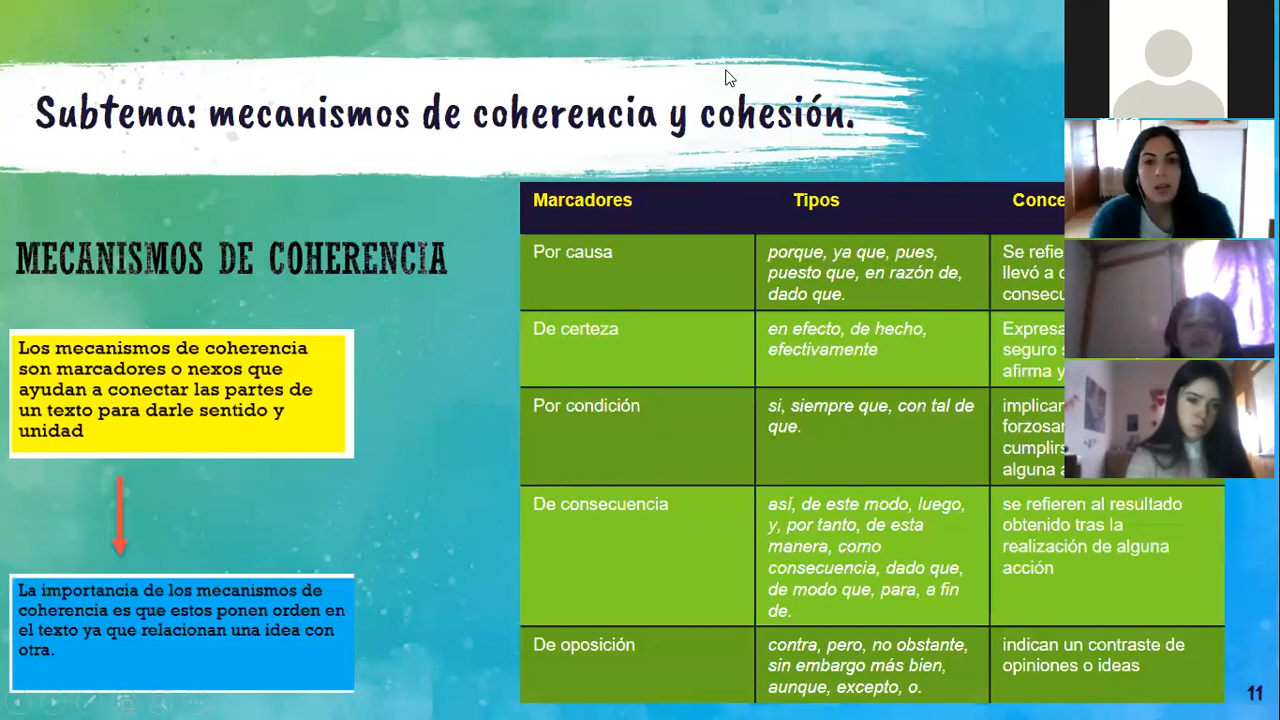 Subtema: mecanismos de coherencia y cohesión.
MECANISMOS DE COHERENCIA
Los mecanismos de coherencia
son marcadores o nexos que
ayudan a conectar las partes de
un texto para darle sentido y
unidad
La importancia de los mecanismos de
coherencia es que estos ponen orden en
el texto ya que relacionan una idea con
otra.
Marcadores
Tipos
Por causa
porque, ya que, pues,
puesto que, en razón de,
dado que.
Se
llevó a
De certeza
en efecto, de hecho,
efectivamente
seguro
afirma y
Por condición
si, siempre que, con tal de
que.
De consecuencia
así, de este modo, luego,
y, por tanto, de esta
manera, como
consecuencia, dado que,
de modo que, para, a fin
de.
se refieren al resultado
obtenido tras la
realización de alguna
acción
De oposición
contra, pero, no obstante,
sin embargo más bien,
aunque, excepto, o.
indican un contraste de
opiniones o ideas
11